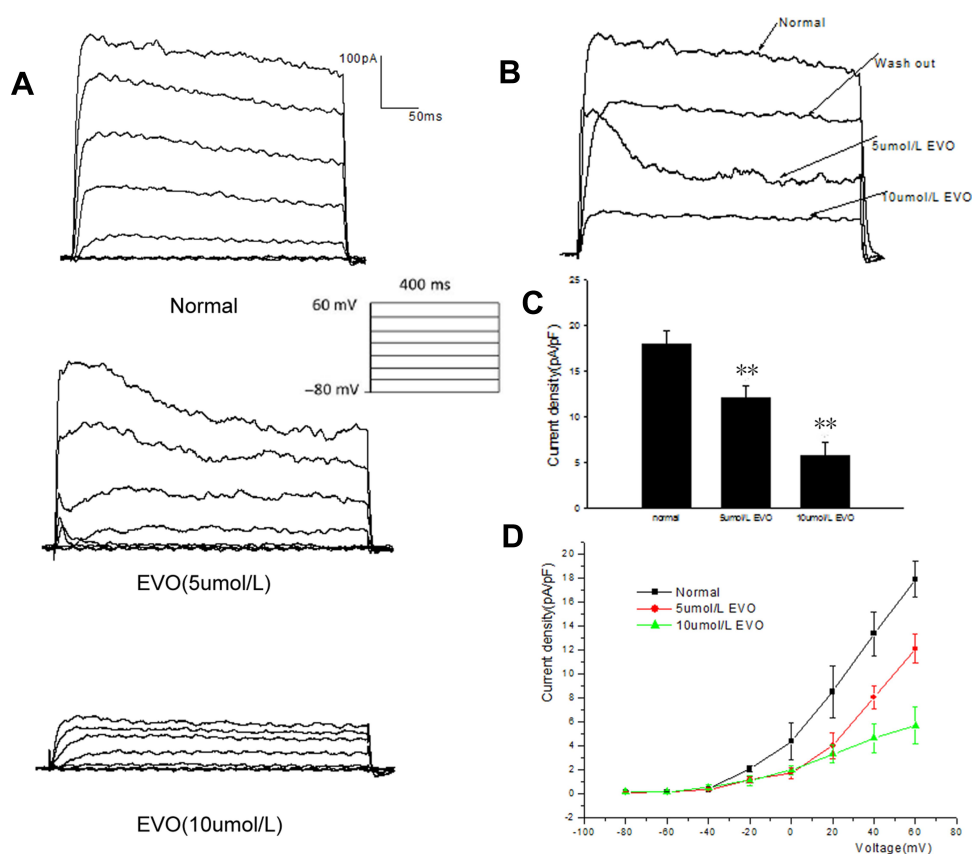 A
100pA
50ms
Normal
400 ms
60 mV
−80 mV
EVO(5umol/L)
EVO(10umol/L)
B
Normal
Wash out
5umol/L EVO
10umol/L EVO
C
Current density(pA/pF)
25
20
15
10
5
0
**
**
normal
5umol/L EVO
10umol/L EVO
D
Current density(pA/pF)
20
18
16
14
12
10
8
6
4
2
0
Normal
5umol/L EVO
10umol/L EVO
-100
-80
-60
-40
-20
0
20
40
60
80
Voltage(mV)